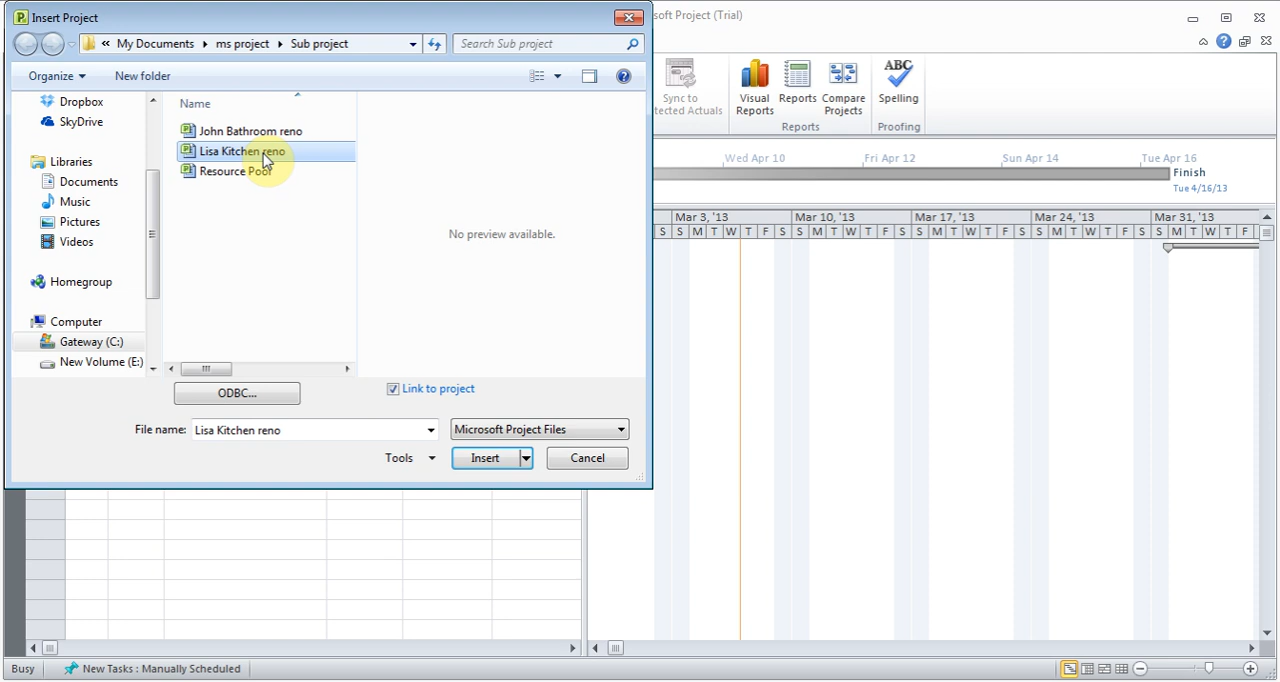 Insert Project
soft Project (Trial)
« My Documents ▸ ms project ▸ Sub project
Search Sub project
Organize
New folder
Dropbox
SkyDrive
Libraries
Documents
Music
Pictures
Videos
Homegroup
Computer
Gateway (C:)
New Volume (E:)
Name
John Bathroom reno
Lisa Kitchen reno
Resource Pool
No preview available.
ODBC...
Link to project
File name: Lisa Kitchen reno
Microsoft Project Files
Tools
Insert
Cancel
Sync to
tected Actuals
Visual
Reports
Reports
Compare
Projects
Reports
ABC
Spelling
Proofing
Wed Apr 10
Fri Apr 12
Sun Apr 14
Tue Apr 16
Finish
Tue 4/16/13
Mar 3, '13
Mar 10, '13
Mar 17, '13
Mar 24, '13
Mar 31, '13
S S M T W T F S S M T W T F S S M T W T F S S M T W T F S S M T W T F
Busy
New Tasks : Manually Scheduled